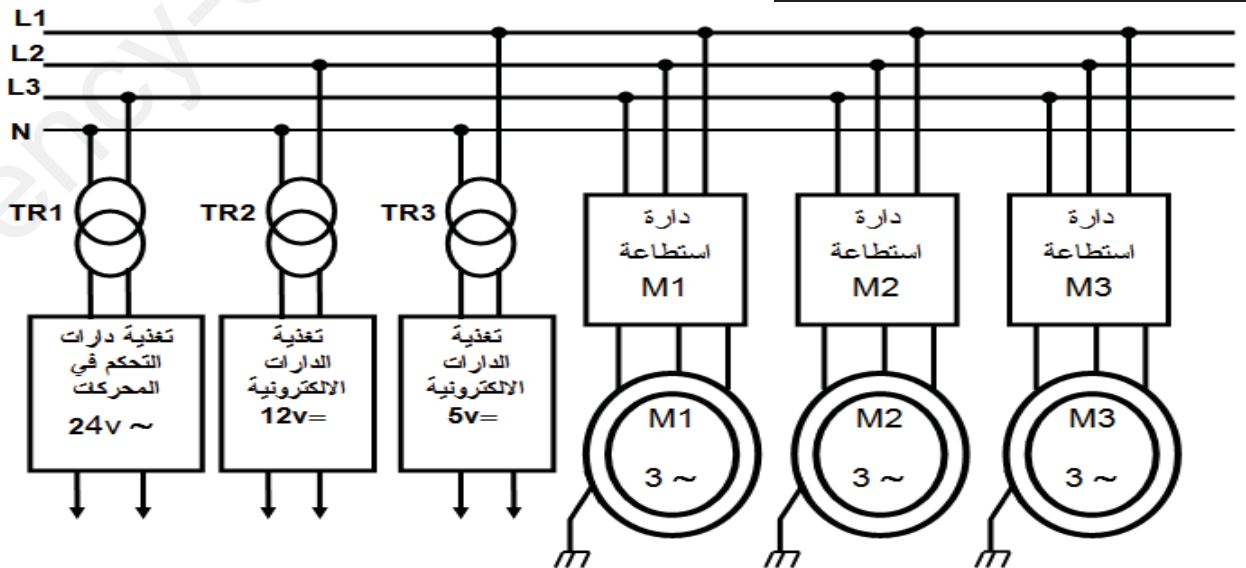 L1
L2
L3
N
TR1
TR2
TR3
دارة
استطاعة
M1
دارة
استطاعة
M2
دارة
استطاعة
M3
تغذية دارات
التحكم في
المحركات
24v ~
تغذية
الدارات
الالكترونية
12v=
تغذية
الدارات
الالكترونية
5v=
M1
3 ~
M2
3 ~
M3
3 ~